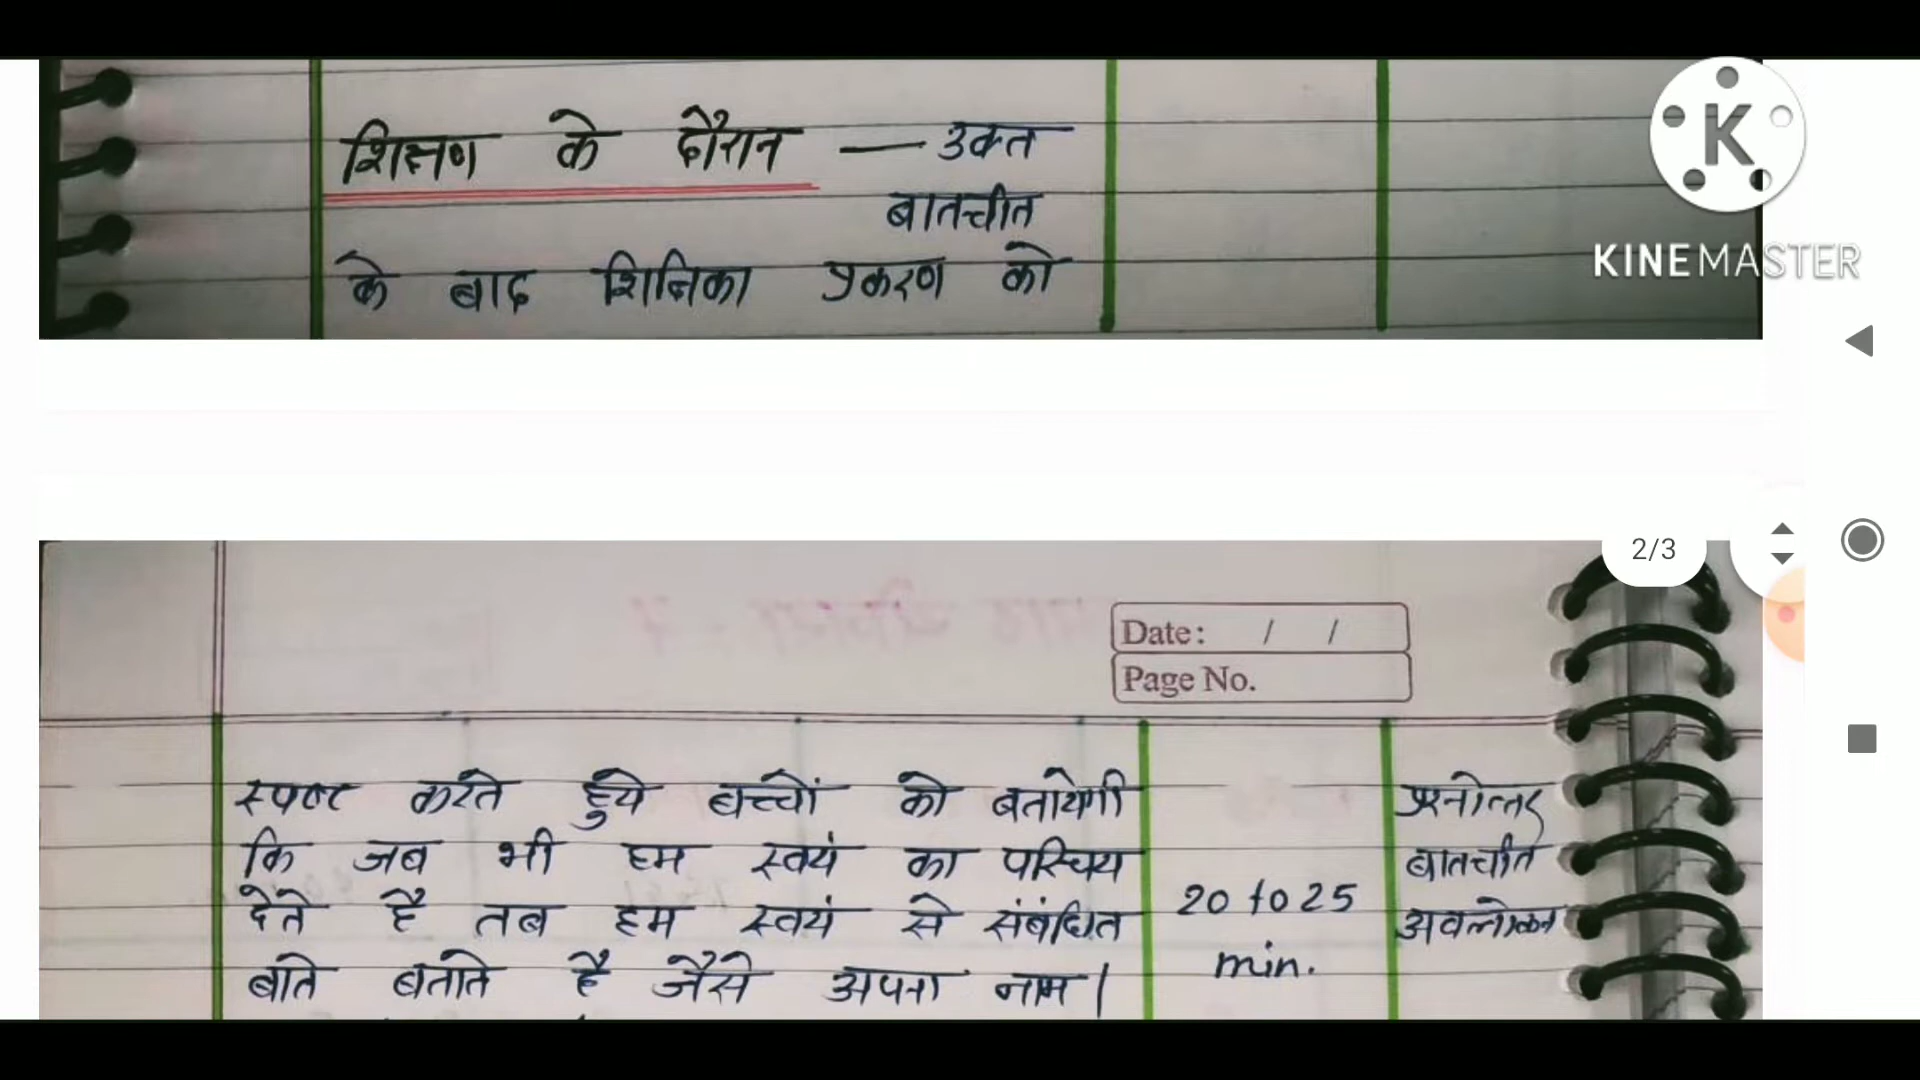 शिक्षण के दौरान — उक्त
बातचीत
के बाद शिक्षिका प्रकरण को
K
KINEMASTER
2/3
Date: / /
Page No.
स्पष्ट करते हुये बच्चों को बतायेगी
कि जब भी हम स्वयं का परिचय
देते है तब हम स्वयं से संबंधित
बाते बताते है जैसे अपना नाम।
20 to 25
min.
प्रश्नोत्तर
बातचीत
अवलोकन